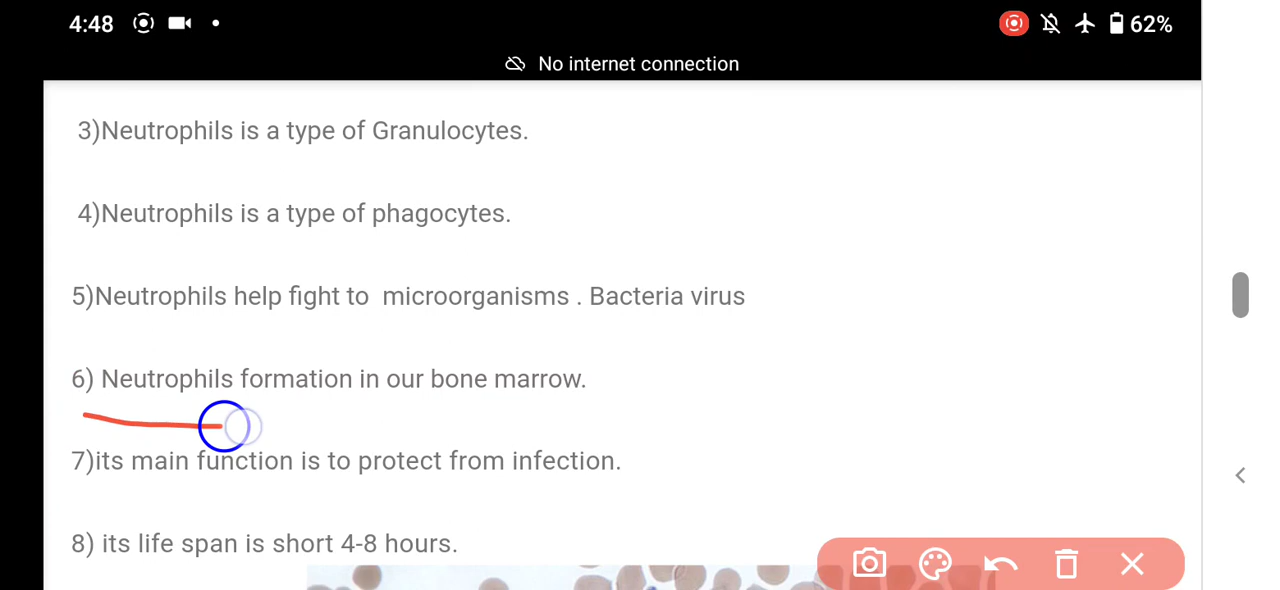 4:48
62%
No internet connection
3)Neutrophils is a type of Granulocytes.
4)Neutrophils is a type of phagocytes.
5)Neutrophils help fight to  microorganisms . Bacteria virus
6) Neutrophils formation in our bone marrow.
7)its main function is to protect from infection.
8) its life span is short 4-8 hours.